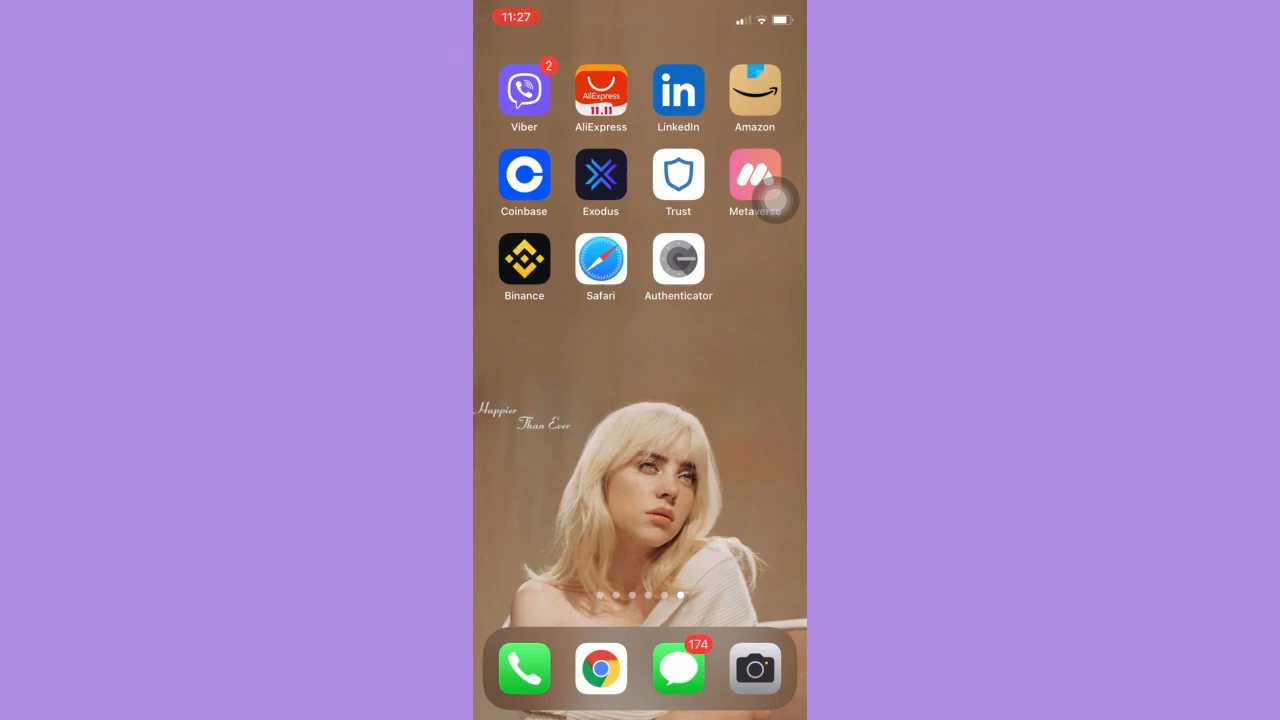 11:27
2
AliExpress
11.11
in
Viber
AliExpress
LinkedIn
Amazon
Coinbase
Exodus
Trust
Metaverse
Binance
Safari
Authenticator
Happier
Than Ever
174